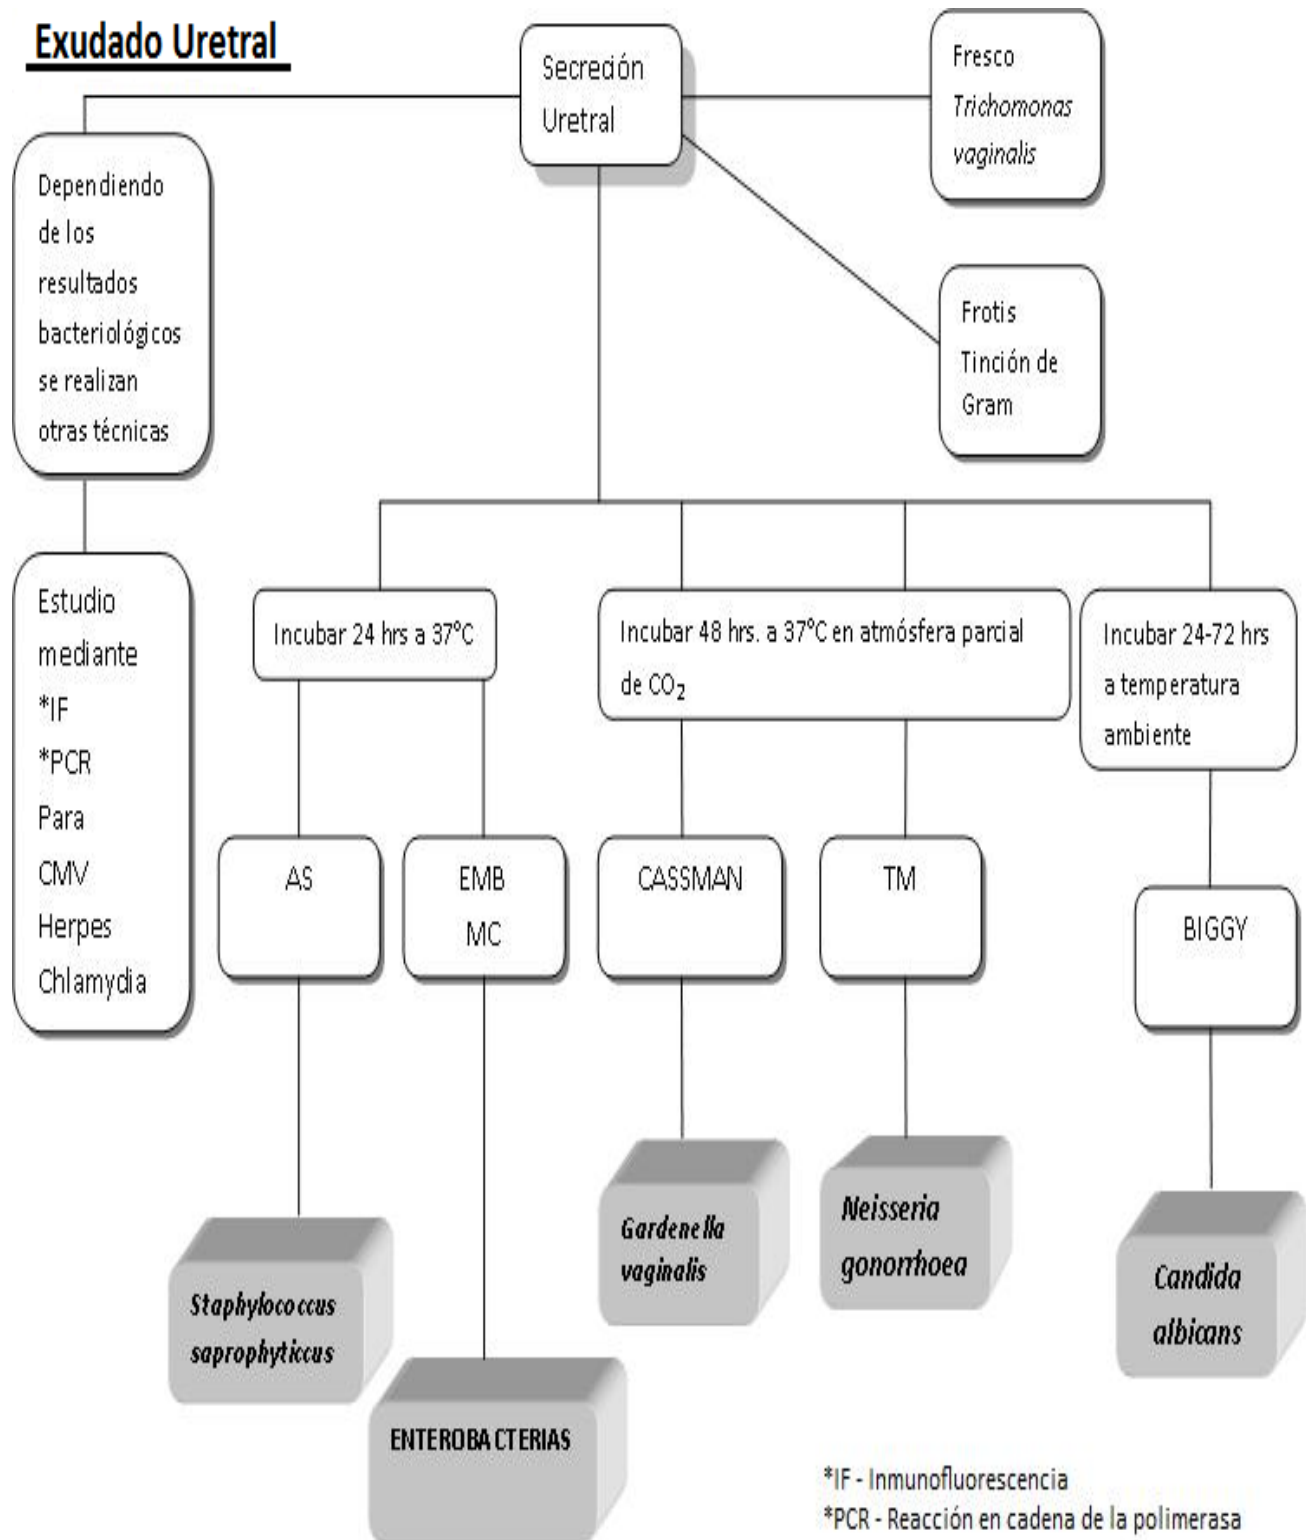 Exudado Uretral
Secreción
Uretral
Fresco
Trichomonas
vaginalis
Dependiendo
de los
resultados
bacteriológicos
se realizan
otras técnicas
Frotis
Tinción de
Gram
Estudio
mediante
*IF
*PCR
Para
CMV
Herpes
Chlamydia
Incubar 24 hrs a 37°C
Incubar 48 hrs. a 37°C en atmósfera parcial
de CO₂
Incubar 24-72 hrs
a temperatura
ambiente
AS
EMB
MC
CASSMAN
TM
BIGGY
Staphylococcus
saprophyticcus
ENTEROBACTERIAS
Gardenella
vaginalis
Neisseria
gonorrhoea
Candida
albicans
*IF - Inmunofluorescencia
*PCR - Reacción en cadena de la polimerasa